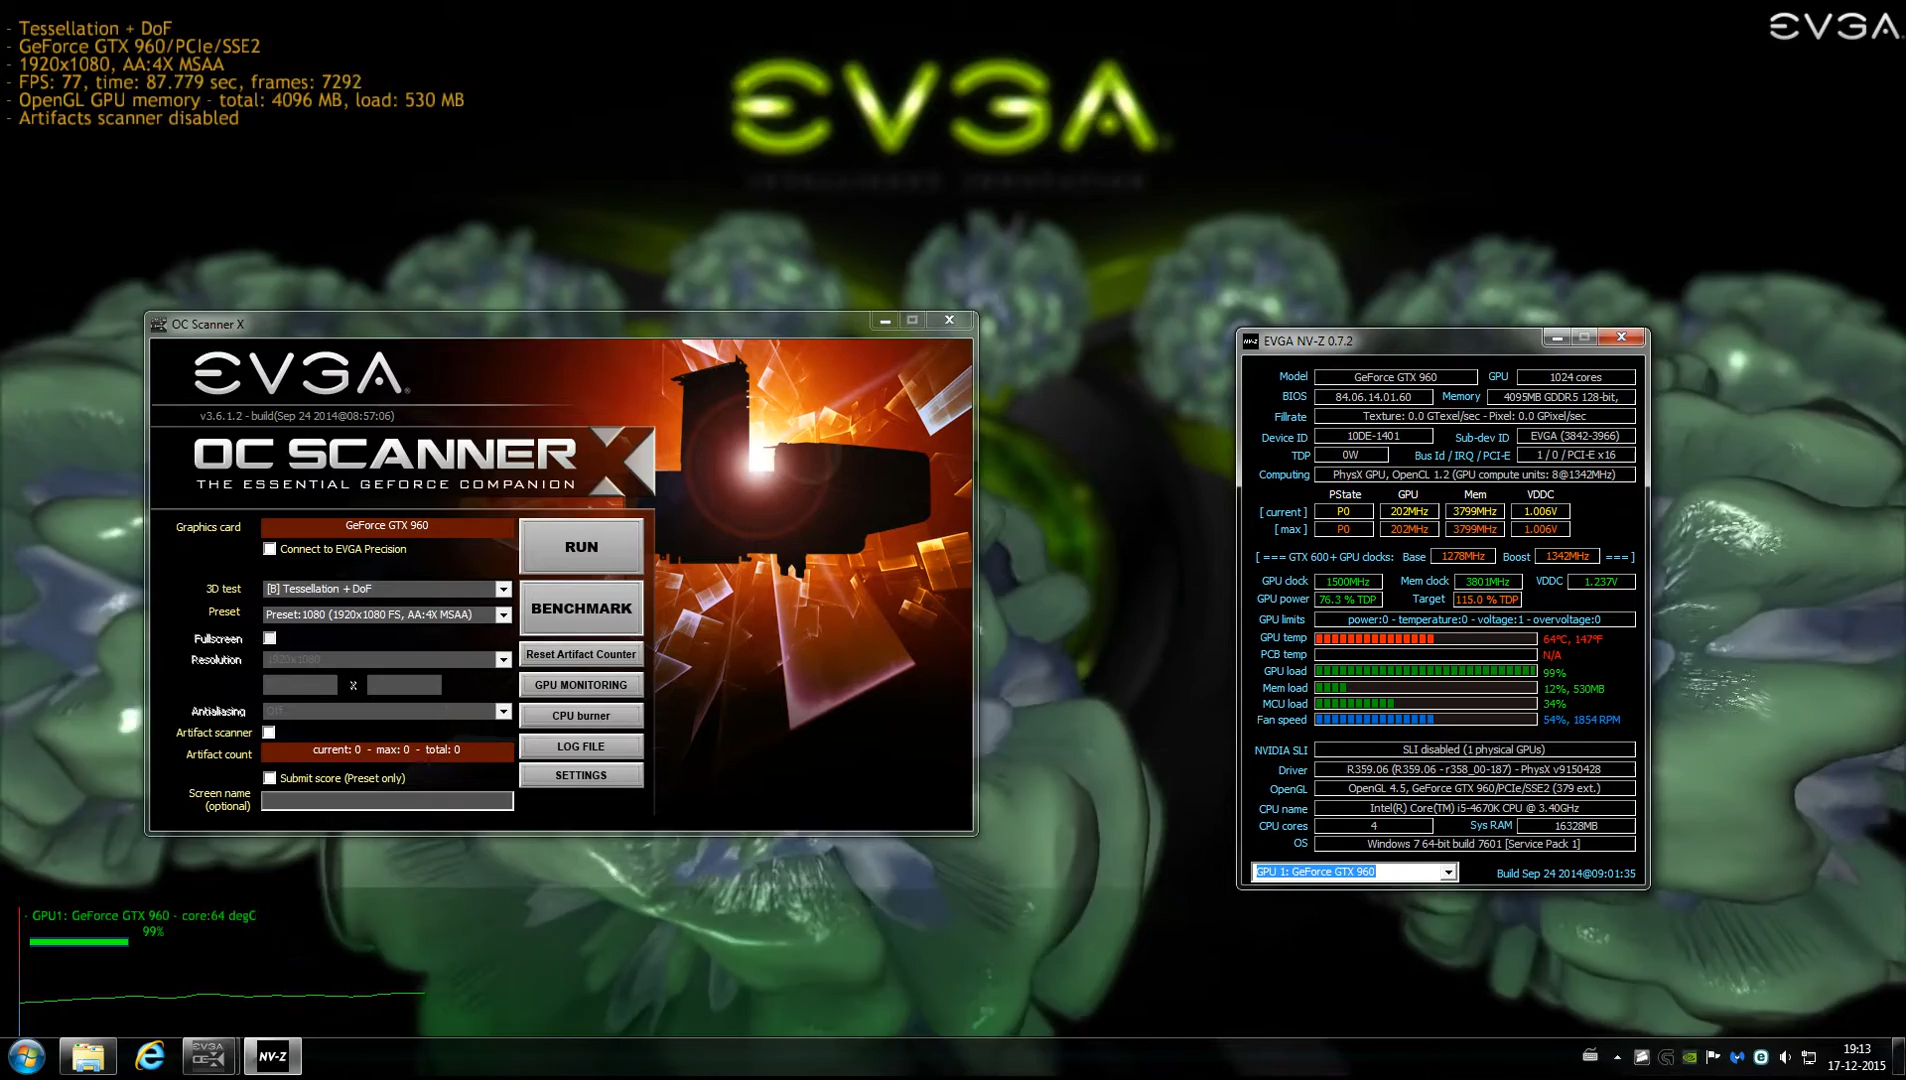 - Tessellation + DoF
- GeForce GTX 960/PCIe/SSE2
- 1920x1080, AA:4X MSAA
- FPS: 77, time: 87.779 sec, frames: 7292
- OpenGL GPU memory - total: 4096 MB, load: 530 MB
- Artifacts scanner disabled
EVGA
EVGA
OC Scanner X
EVGA
v3.6.1.2 - build(Sep 24 2014@08:57:06)
OC SCANNER X
THE ESSENTIAL GEFORCE COMPANION
Graphics card GeForce GTX 960
Connect to EVGA Precision
3D test [B] Tessellation + DoF
Preset Preset:1080 (1920x1080 FS, AA:4X MSAA)
Fullscreen
Resolution 1920x1080
X
Antialiasing Off
Artifact scanner
Artifact count current: 0 - max: 0 - total: 0
Submit score (Preset only)
Screen name
(optional)
RUN
BENCHMARK
Reset Artifact Counter
GPU MONITORING
CPU burner
LOG FILE
SETTINGS
NV-Z EVGA NV-Z 0.7.2
Model GeForce GTX 960 GPU 1024 cores
BIOS 84.06.14.01.60 Memory 4095MB GDDR5 128-bit,
Fillrate Texture: 0.0 GTexel/sec - Pixel: 0.0 GPixel/sec
Device ID 10DE-1401 Sub-dev ID EVGA (3842-3966)
TDP 0W Bus Id / IRQ / PCI-E 1 / 0 / PCI-E x16
Computing PhysX GPU, OpenCL 1.2 (GPU compute units: 8@1342MHz)
PState GPU Mem VDDC
[ current ] P0 202MHz 3799MHz 1.006V
[ max ] P0 202MHz 3799MHz 1.006V
[ === GTX 600+ GPU clocks: Base 1278MHz Boost 1342MHz === ]
GPU clock 1500MHz Mem clock 3801MHz VDDC 1.237V
GPU power 76.3 % TDP Target 115.0 % TDP
GPU limits power:0 - temperature:0 - voltage:1 - overvoltage:0
GPU temp 64°C, 147°F
PCB temp N/A
GPU load 99%
Mem load 12%, 530MB
MCU load 34%
Fan speed 54%, 1854 RPM
NVIDIA SLI SLI disabled (1 physical GPUs)
Driver R359.06 (R359.06 - r358_00-187) - PhysX v9150428
OpenGL OpenGL 4.5, GeForce GTX 960/PCIe/SSE2 (379 ext.)
CPU name Intel(R) Core(TM) i5-4670K CPU @ 3.40GHz
CPU cores 4 Sys RAM 16328MB
OS Windows 7 64-bit build 7601 [Service Pack 1]
GPU 1: GeForce GTX 960 Build Sep 24 2014@09:01:35
- GPU1: GeForce GTX 960 - core:64 degC
99%
EVGA
NV-Z
19:13
17-12-2015